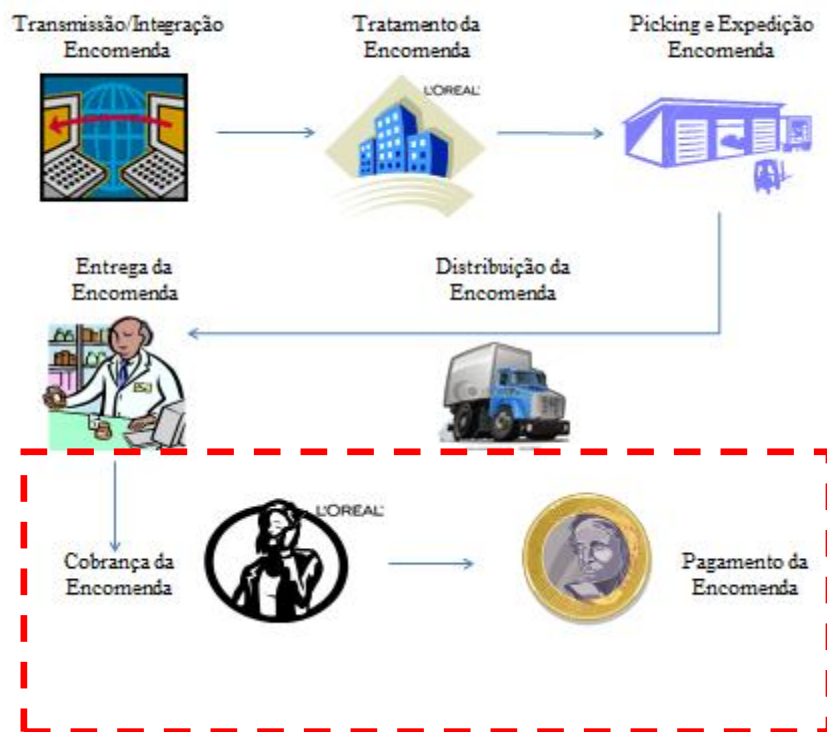 Transmissão/Integração
Encomenda
Tratamento da
Encomenda
Picking e Expedição
Encomenda
L'OREAL'
Entrega da
Encomenda
Distribuição da
Encomenda
L'OREAL'
Cobrança da
Encomenda
Pagamento da
Encomenda